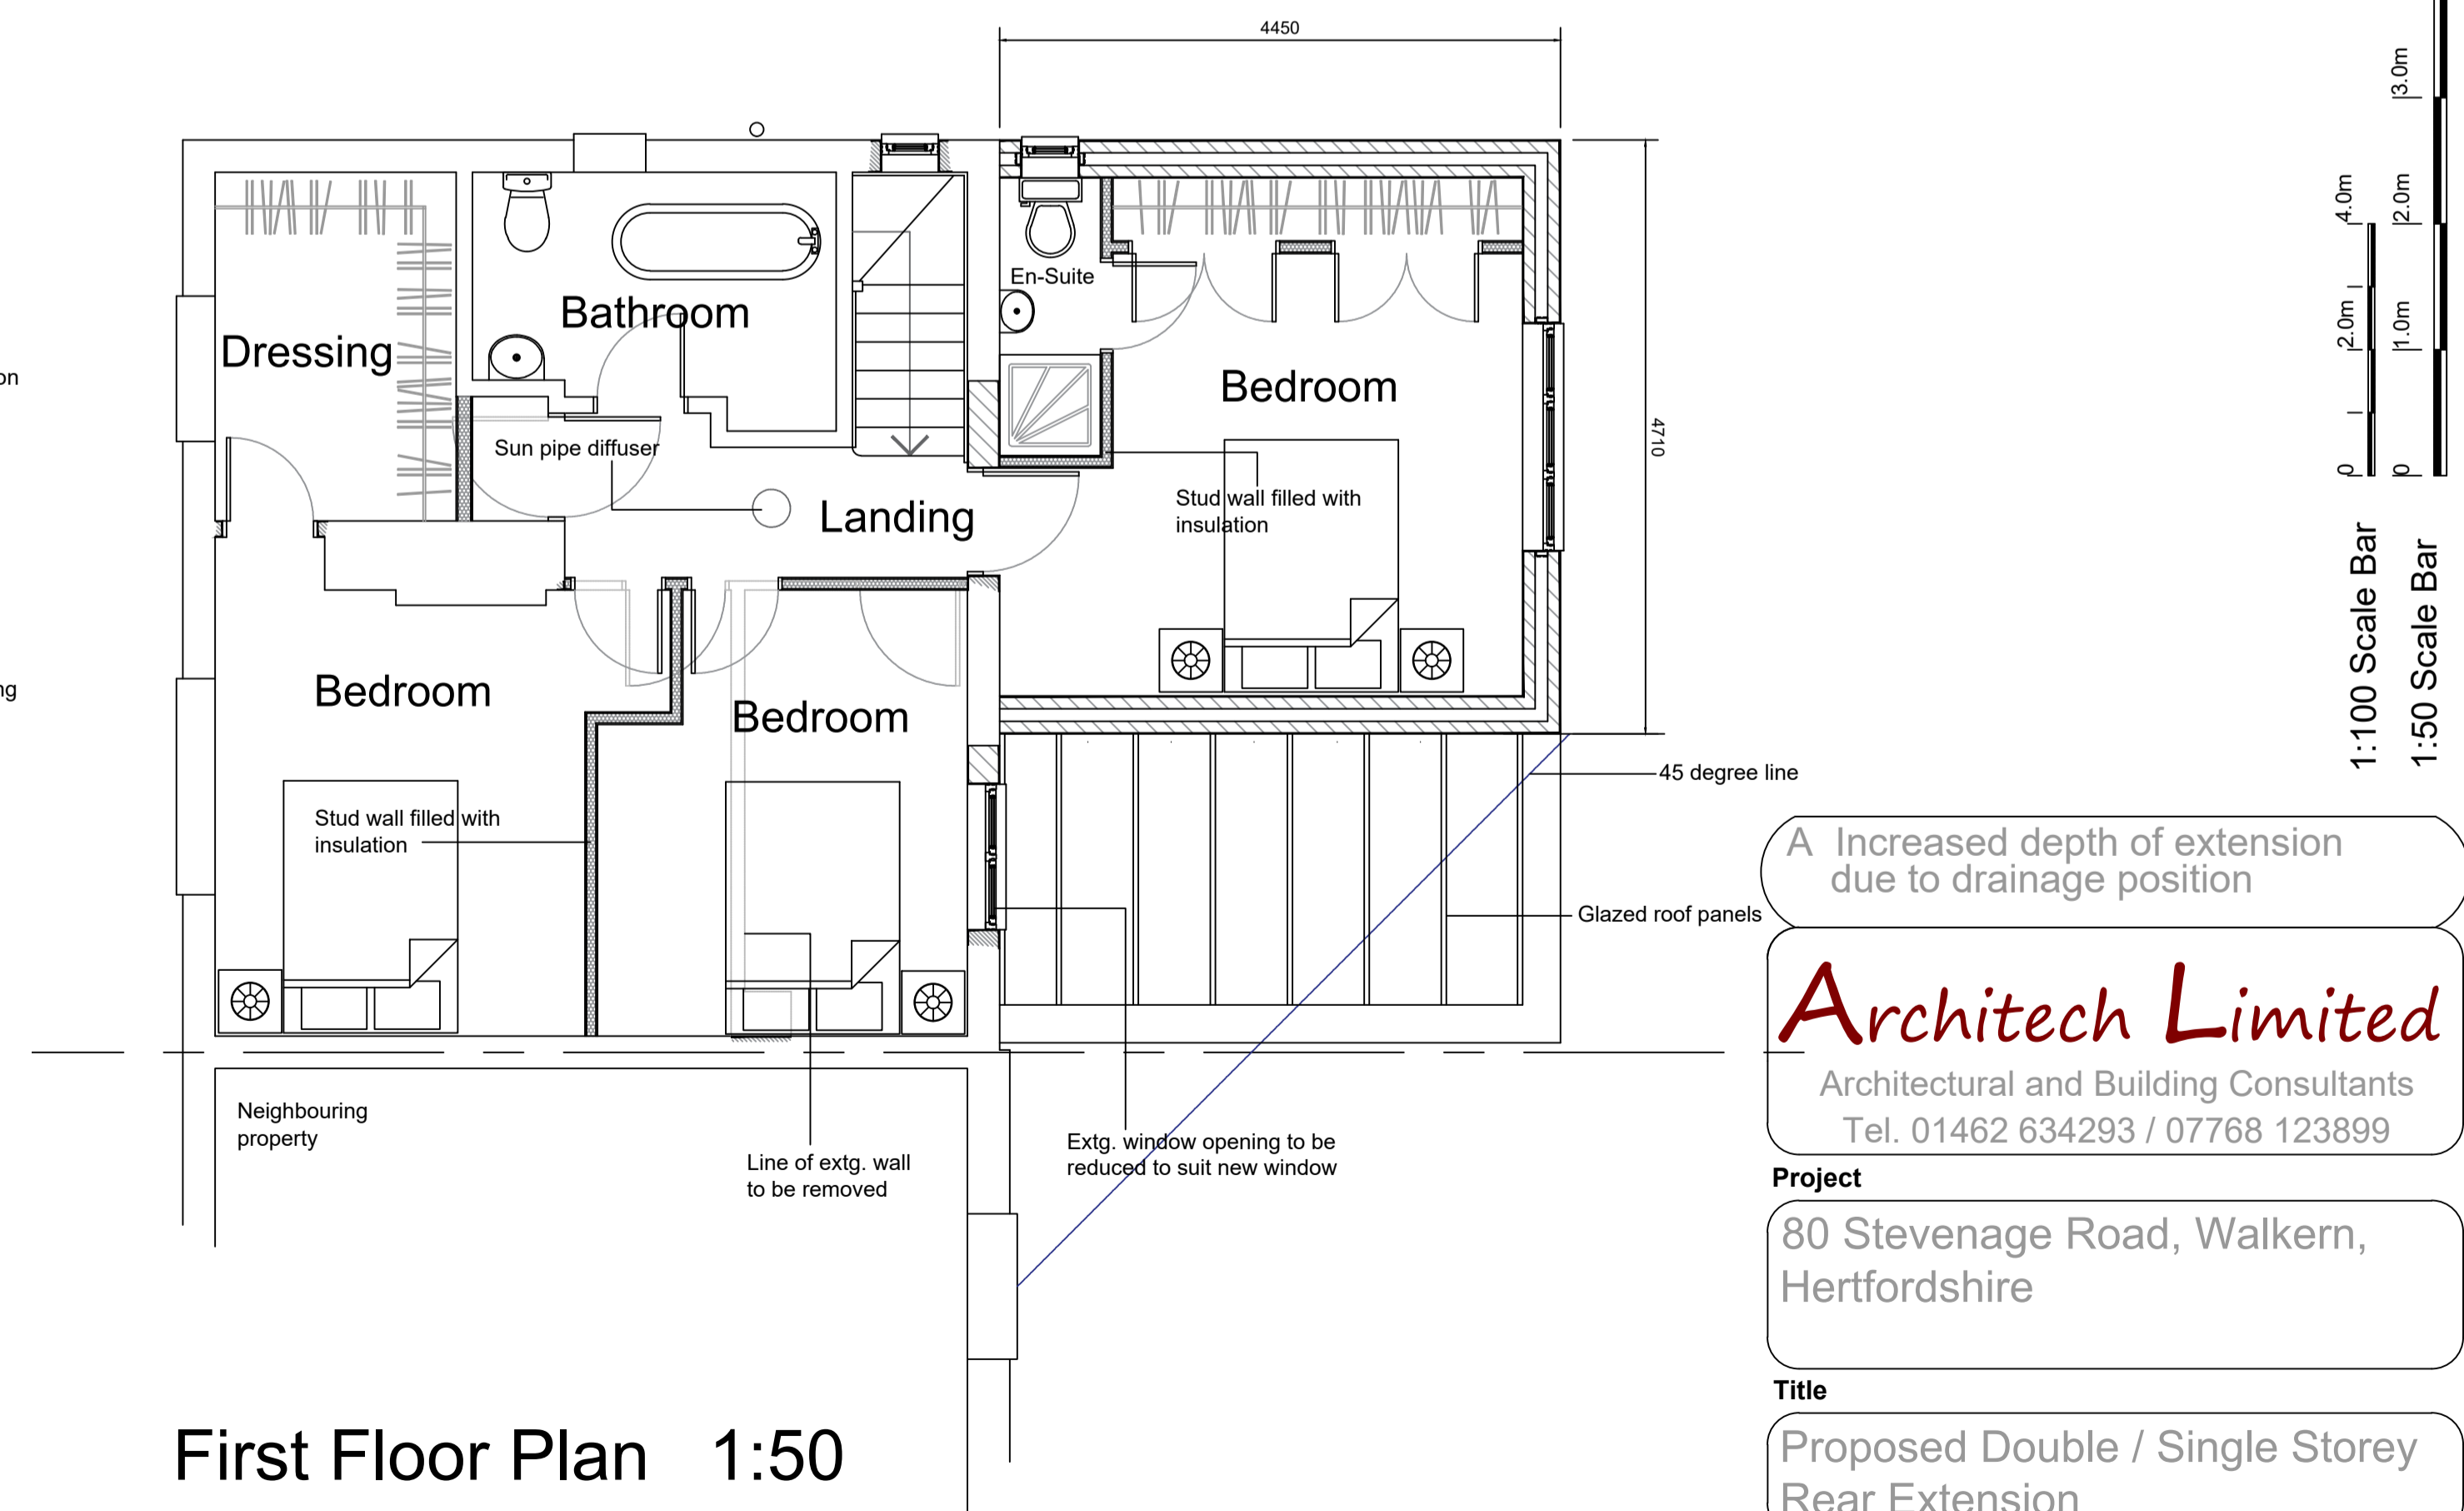 4450
4710
Dressing
Bathroom
En-Suite
Bedroom
Sun pipe diffuser
Landing
Stud wall filled with
insulation
Bedroom
Bedroom
Stud wall filled with
insulation
45 degree line
Glazed roof panels
Neighbouring
property
Line of extg. wall
to be removed
Extg. window opening to be
reduced to suit new window
First Floor Plan 1:50
0 2.0m 4.0m
1:100 Scale Bar
0 1.0m 2.0m 3.0m
1:50 Scale Bar
A Increased depth of extension
due to drainage position
Architech Limited
Architectural and Building Consultants
Tel. 01462 634293 / 07768 123899
Project
80 Stevenage Road, Walkern,
Hertfordshire
Title
Proposed Double / Single Storey
Rear Extension